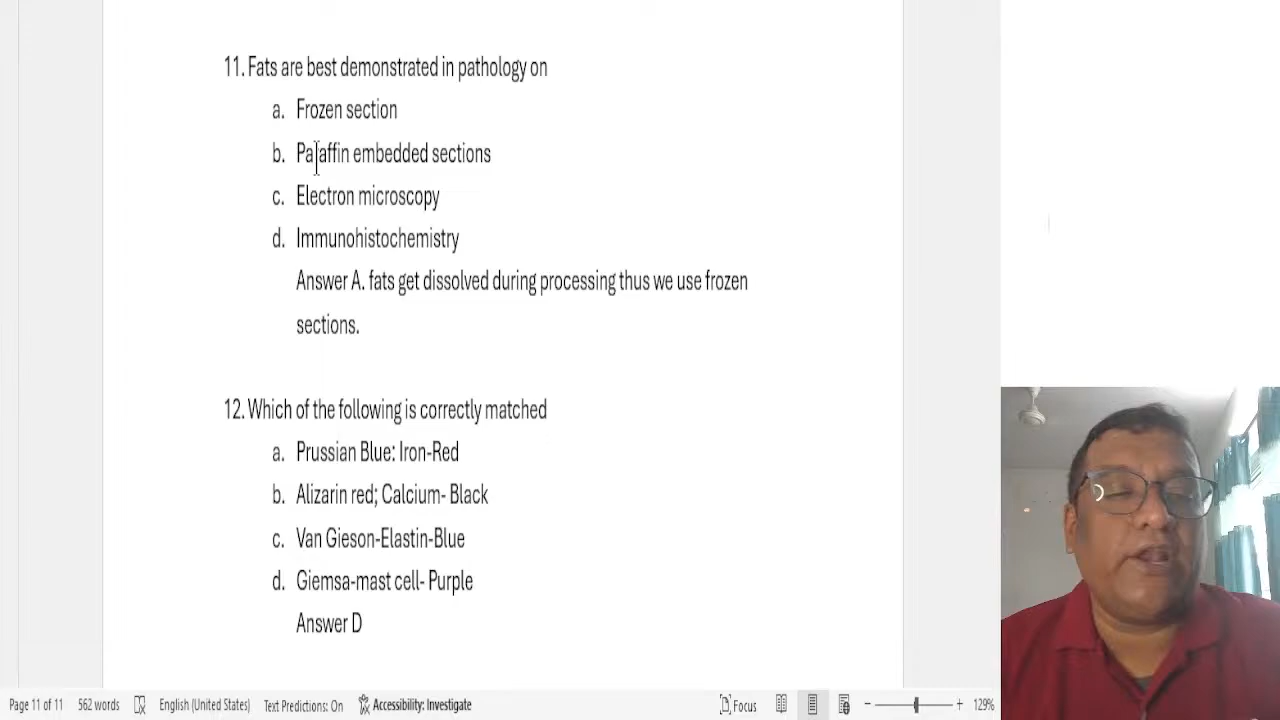 11. Fats are best demonstrated in pathology on
a. Frozen section
b. Paraffin embedded sections
c. Electron microscopy
d. Immunohistochemistry
Answer A. fats get dissolved during processing thus we use frozen
sections.
12. Which of the following is correctly matched
a. Prussian Blue: Iron-Red
b. Alizarin red; Calcium- Black
c. Van Gieson-Elastin-Blue
d. Giemsa-mast cell- Purple
Answer D
Page 11 of 11 562 words English (United States) Text Predictions: On Accessibility: Investigate Focus 129%